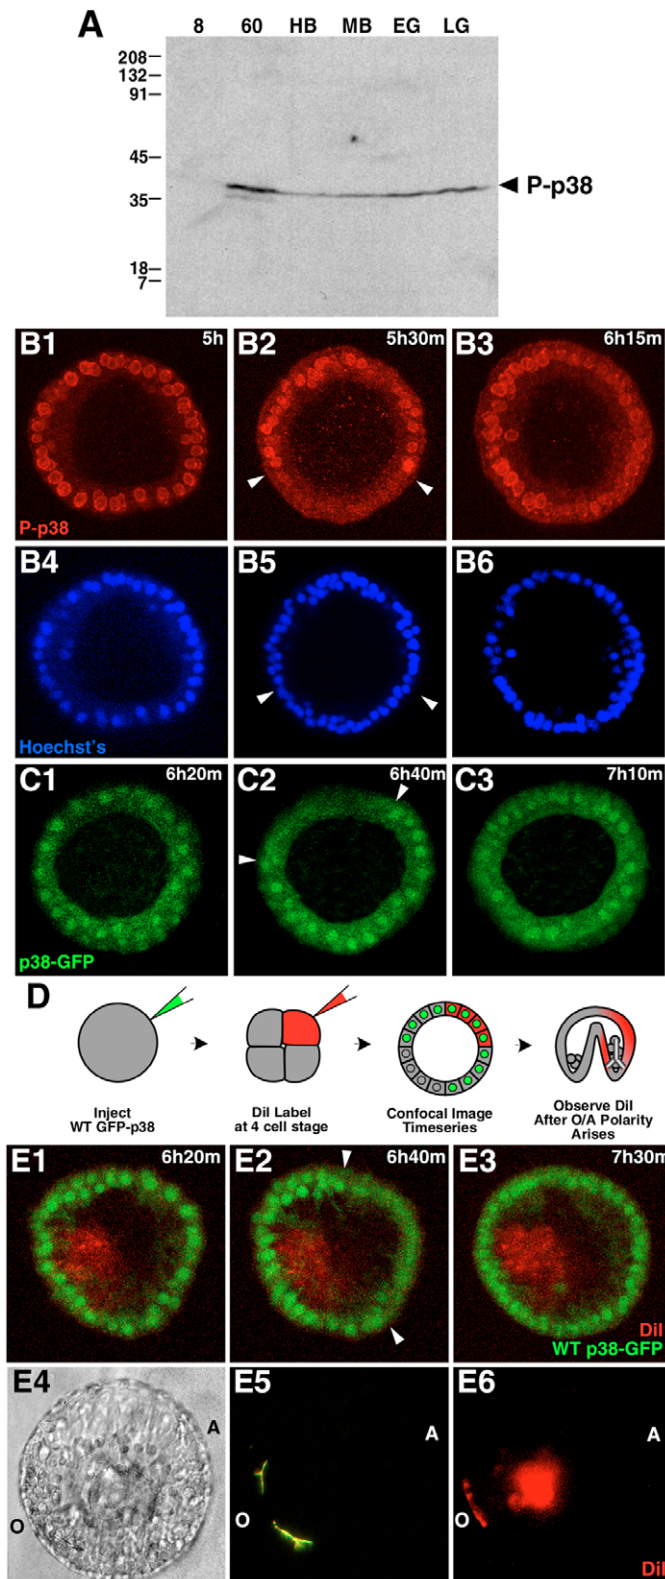 A
8 60 HB MB EG LG
208
132
91
45
35
18
7
P-p38
B1 5h
B2 5h30m
B3 6h15m
P-p38
B4
B5
B6
Hoechst's
C1 6h20m
C2 6h40m
C3 7h10m
p38-GFP
D
Inject
WT GFP-p38
DiI Label
at 4 cell stage
Confocal Image
Timeseries
Observe DiI
After O/A Polarity
Arises
E1 6h20m
E2 6h40m
E3 7h30m
DiI
WT p38-GFP
E4
A
O
E5
A
O
E6
A
O
DiI